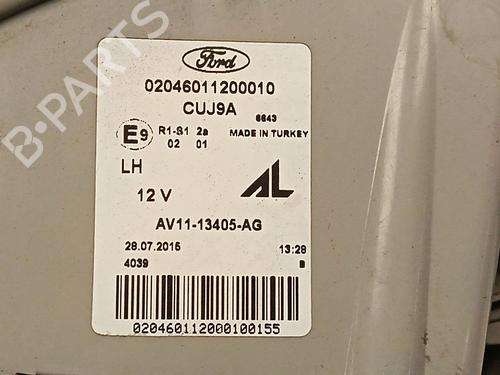 B-PARTS
Ford
02046011200010
CUJ9A
6643
E9 R1-S1 2a MADE IN TURKEY
02 01
LH
AL
12 V
AV11-13405-AG
28.07.2015 13:28
4039 B
020460112000100155